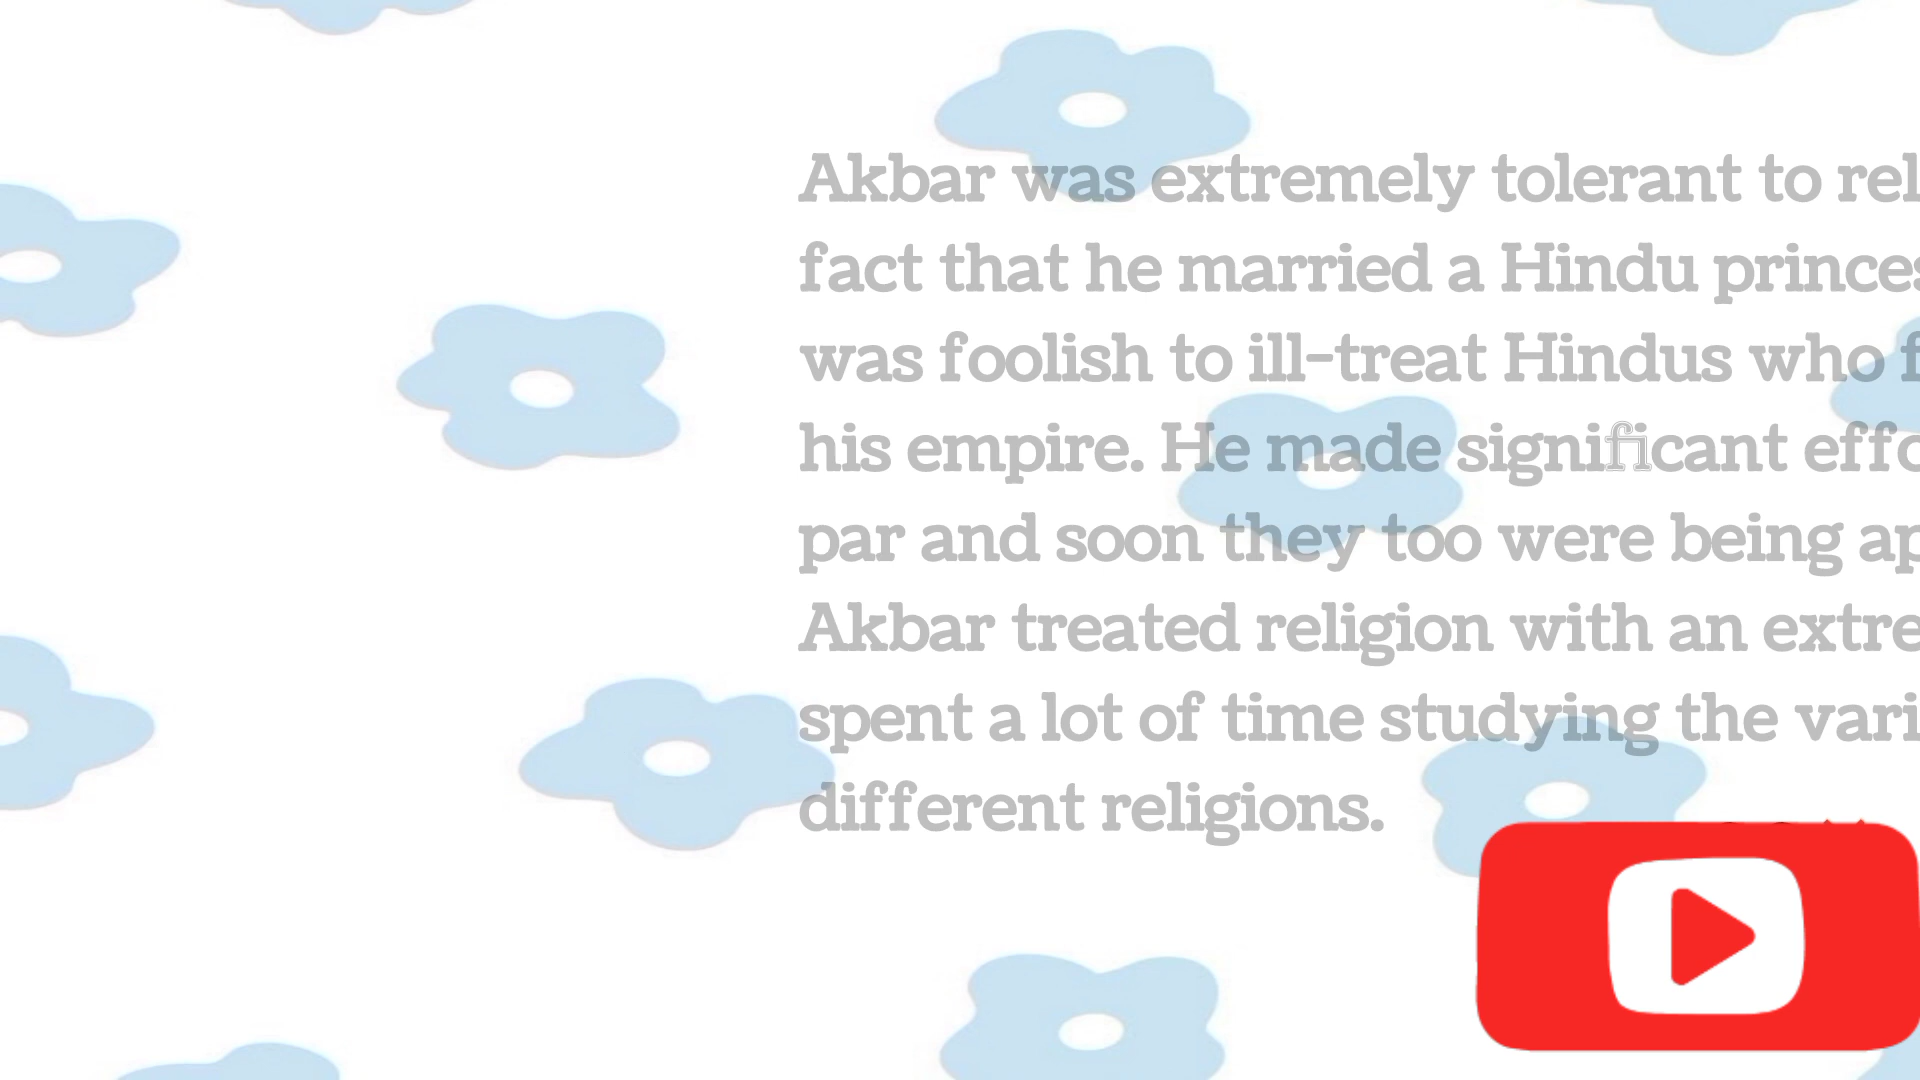 Akbar was extremely tolerant to rel
fact that he married a Hindu princes
was foolish to ill-treat Hindus who f
his empire. He made significant effo
par and soon they too were being ap
Akbar treated religion with an extre
spent a lot of time studying the vari
different religions.